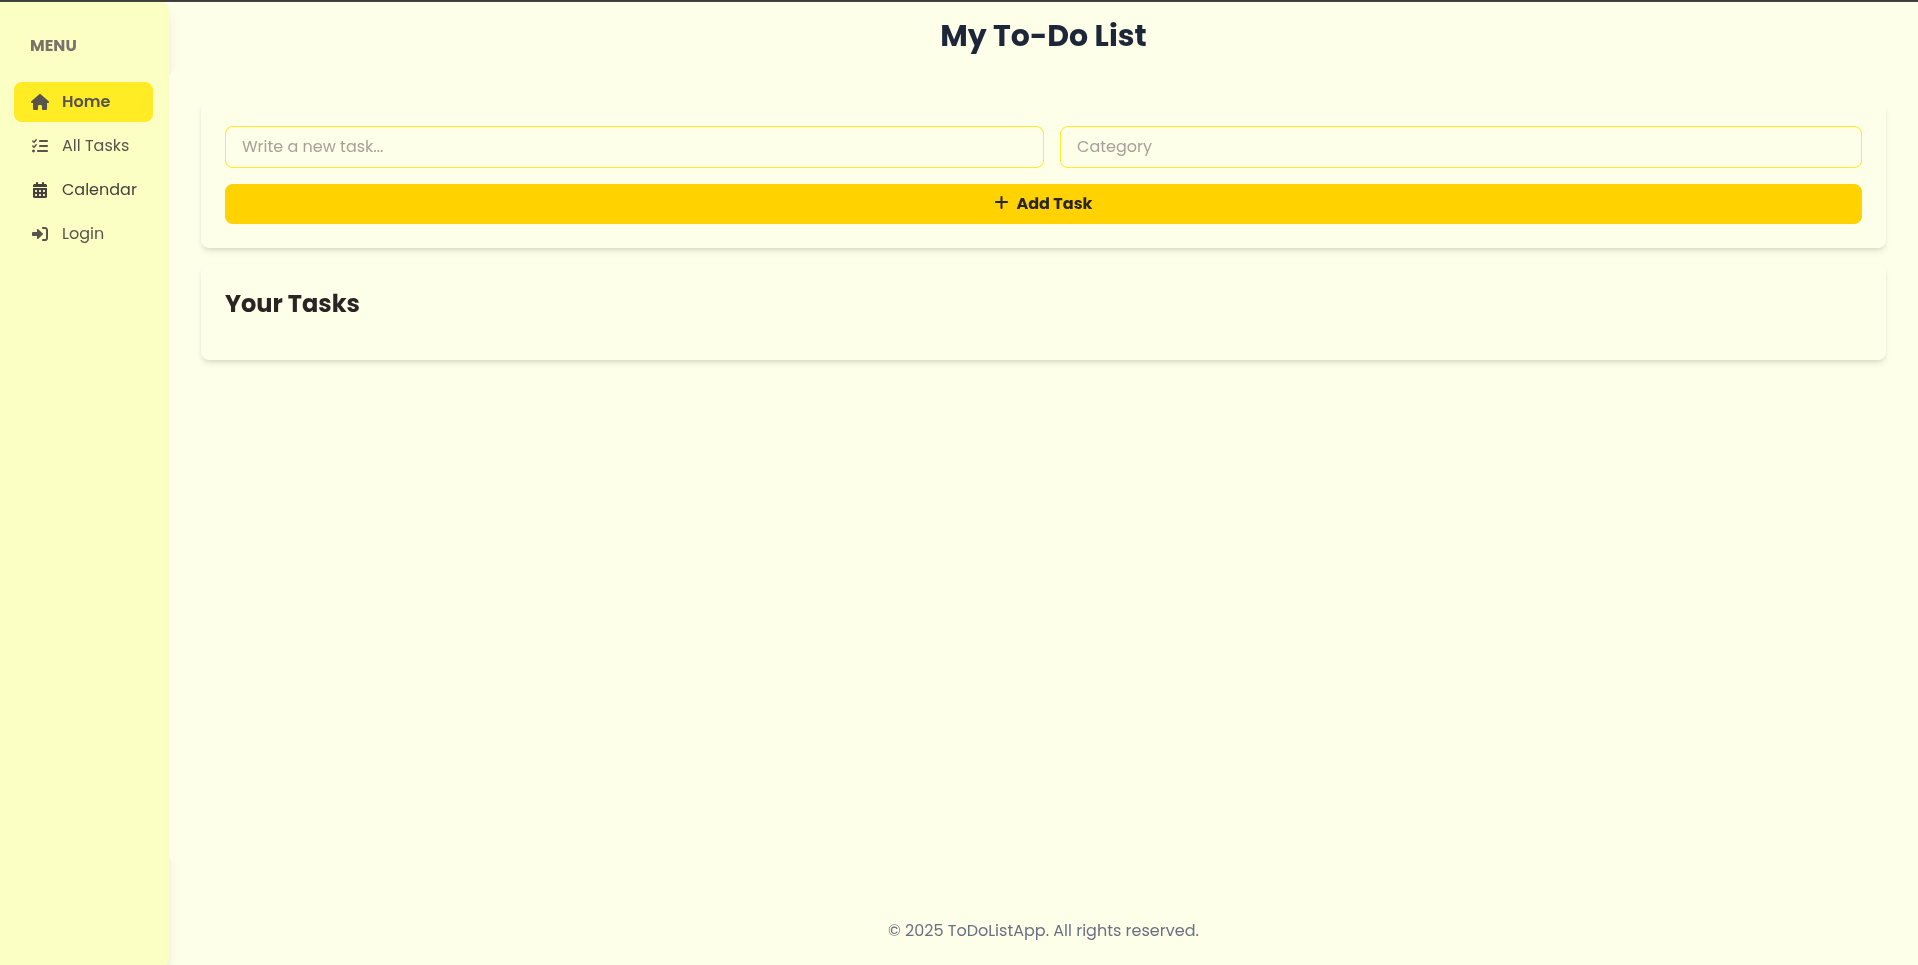 My To-Do List
MENU
Home
All Tasks
Calendar
Login
Write a new task...
Category
+ Add Task
Your Tasks
© 2025 ToDoListApp. All rights reserved.